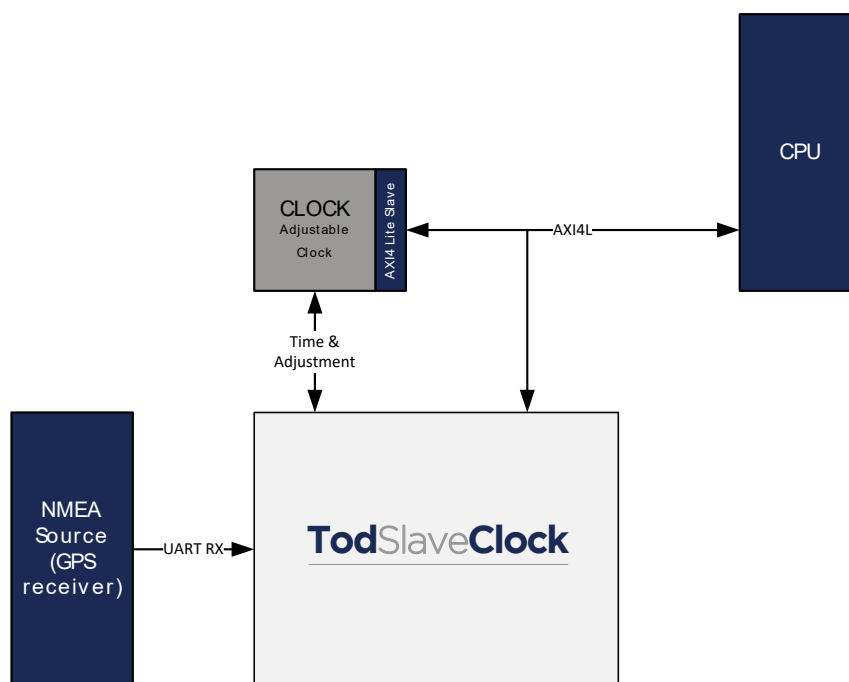 CPU
CLOCK
Adjustable
Clock
AXI4 Lite Slave
AXI4L
Time &
Adjustment
NMEA
Source
(GPS
receiver)
UART RX
TodSlaveClock